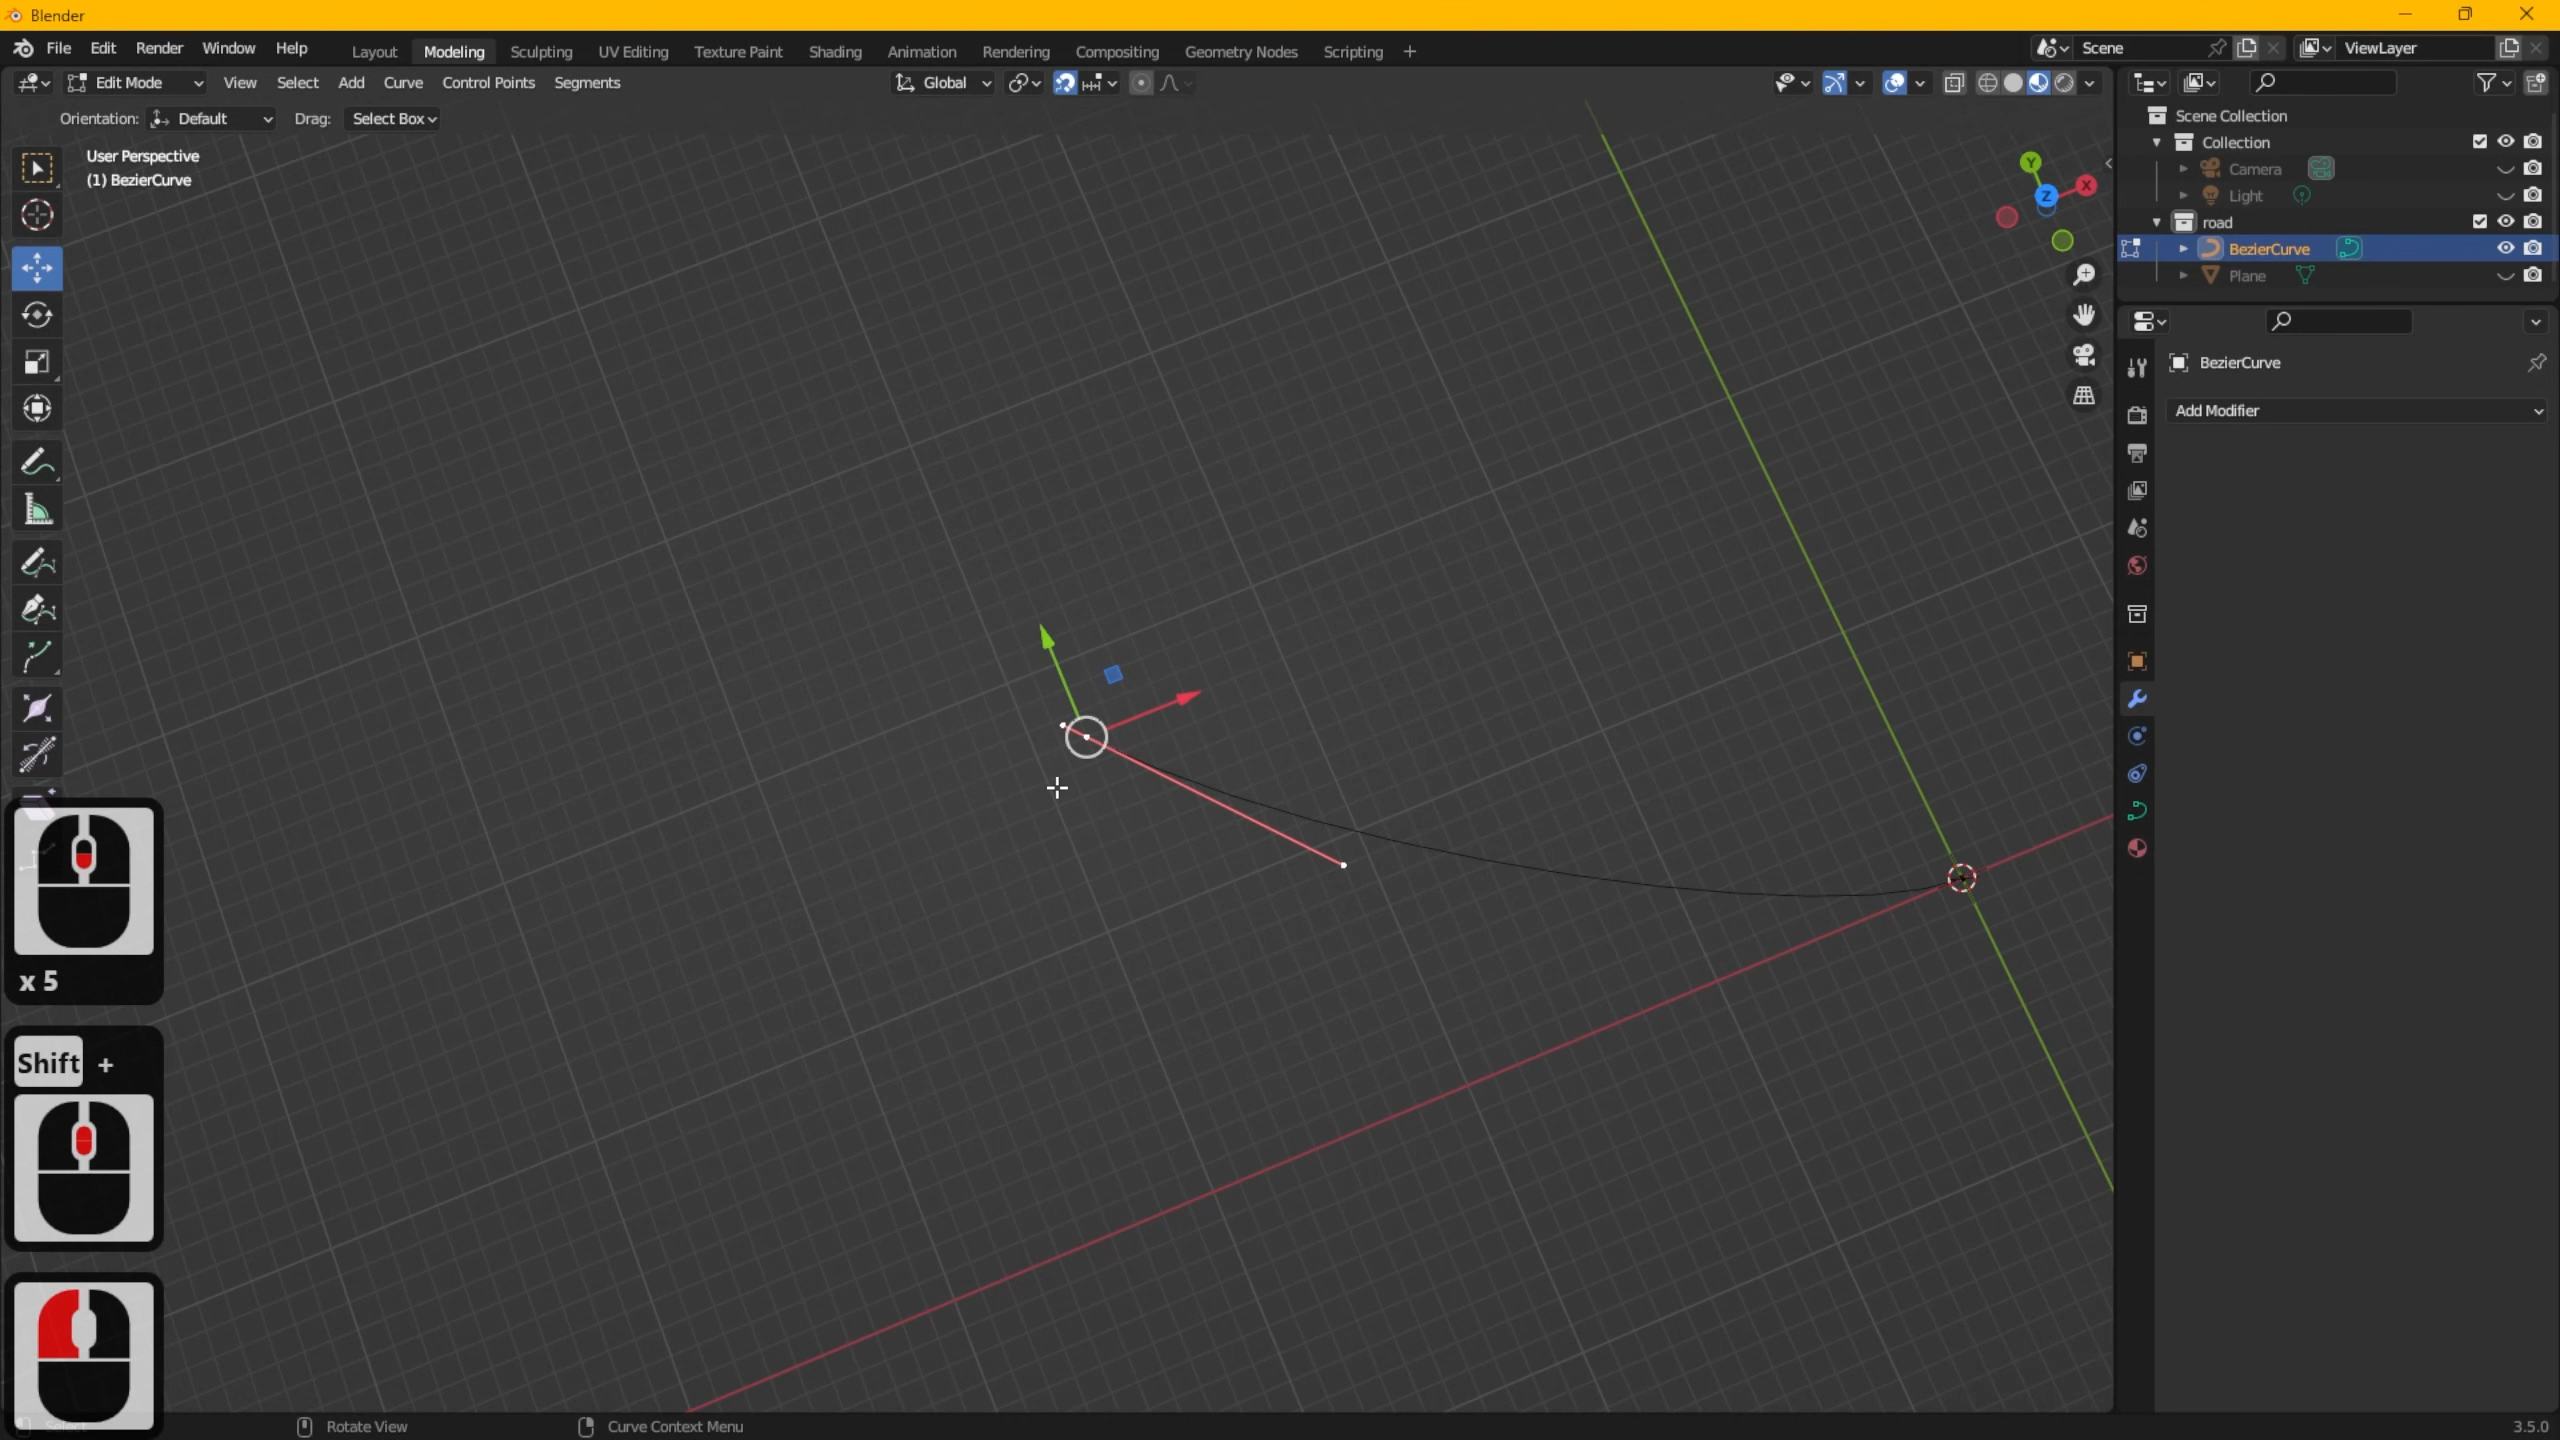 Blender
File Edit Render Window Help Layout Modeling Sculpting UV Editing Texture Paint Shading Animation Rendering Compositing Geometry Nodes Scripting + Scene ViewLayer
Edit Mode View Select Add Curve Control Points Segments Global
Orientation: Default Drag: Select Box
User Perspective
(1) BezierCurve
Y
X
Z
Scene Collection
Collection
Camera
Light
road
BezierCurve
Plane
BezierCurve
Add Modifier
x 5
Shift +
Select Rotate View Curve Context Menu 3.5.0